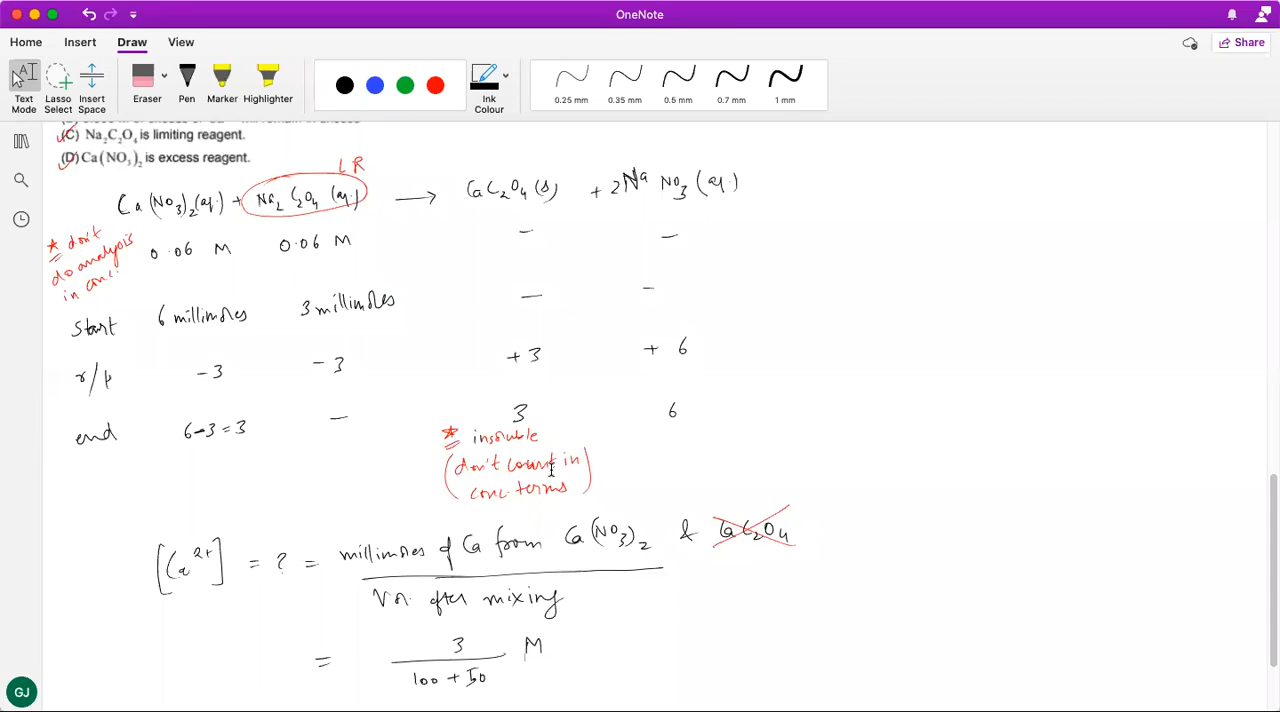 OneNote
Home Insert Draw View
Share
Text Mode
Lasso Select
Insert Space
Eraser
Pen
Marker
Highlighter
Ink Colour
0.25 mm
0.35 mm
0.5 mm
0.7 mm
1 mm
(C) Na₂C₂O₄ is limiting reagent.
(D) Ca(NO₃)₂ is excess reagent.
LR
Ca(NO₃)₂(aq.) + Na₂C₂O₄(aq.) → CaC₂O₄(s) + 2NaNO₃(aq)
* don't
do analysis
in conc.
0.06 M 0.06 M - -
Start 6 millimoles 3 millimoles - -
r/p -3 -3 +3 + 6
end 6-3=3 - 3 6
* insoluble
(don't count in
conc. terms)
[Ca²⁺] = ? = millimoles of Ca from Ca(NO₃)₂ & CaC₂O₄
Vol. after mixing
= 3 M
100 + 50
GJ